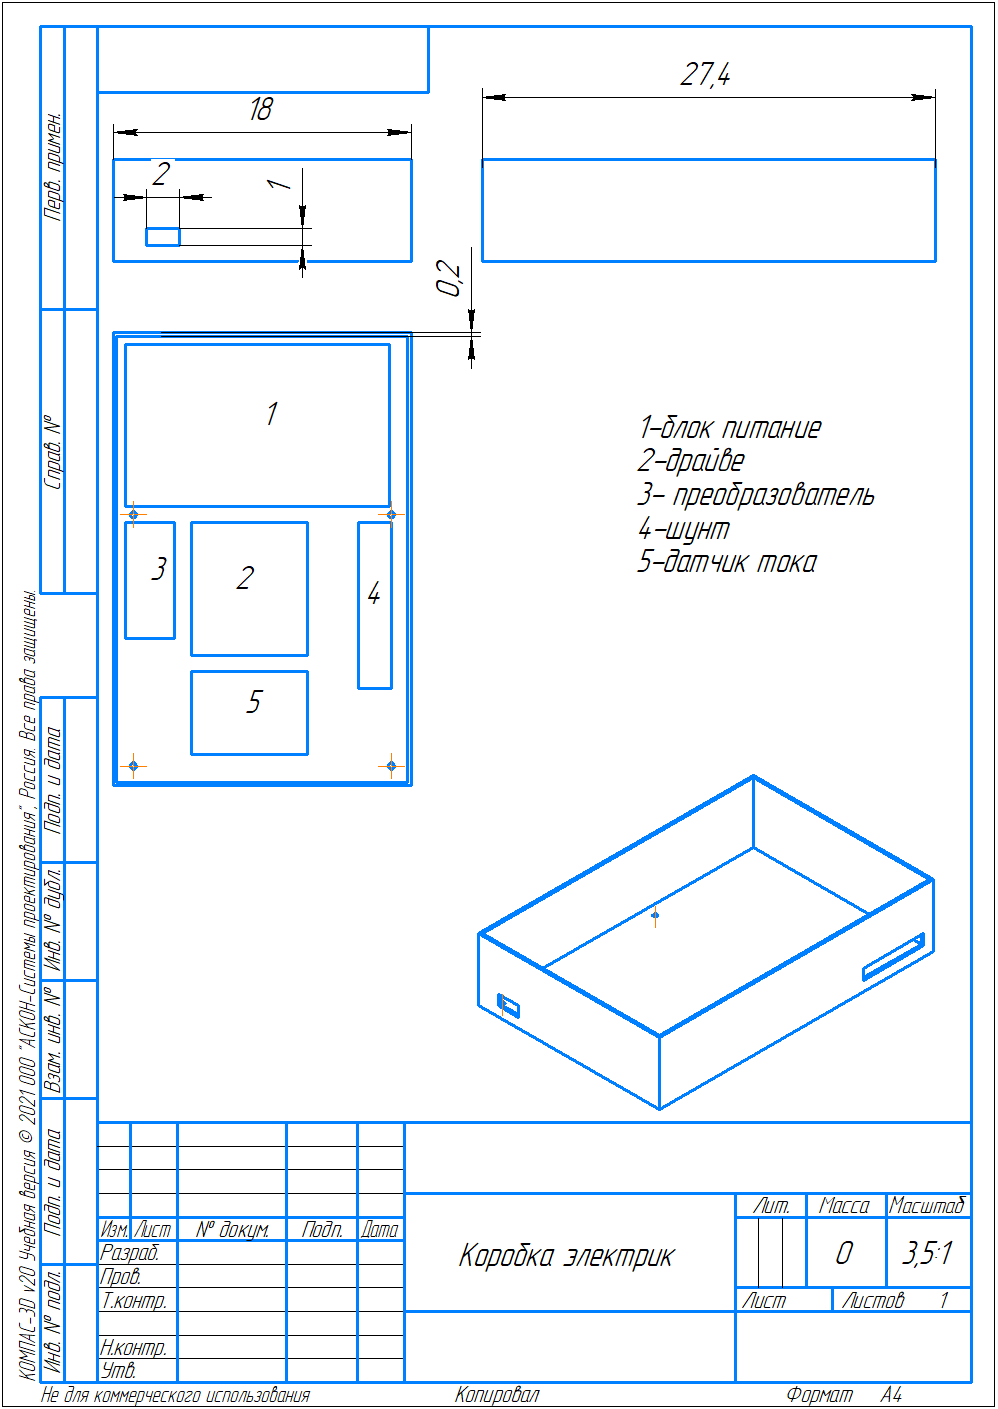 27,4
18
2
1
0,2
1
3
2
4
5
1-блок питание
2-драйве
3- преобразователь
4-шунт
5-датчик тока
Перв. примен.
Справ. №
Подп. и дата
Инв. № дубл.
Взам. инв. №
Подп. и дата
Инв. № подл.
КОМПАС-3D v20 Учебная версия © 2021 ООО "АСКОН-Системы проектирования", Россия. Все права защищены.
Изм. Лист № докум. Подп. Дата
Разраб.
Пров.
Т.контр.
Н.контр.
Утв.
Коробка электрик
Лит. Масса Масштаб
0 3,5:1
Лист Листов 1
Не для коммерческого использования Копировал Формат А4